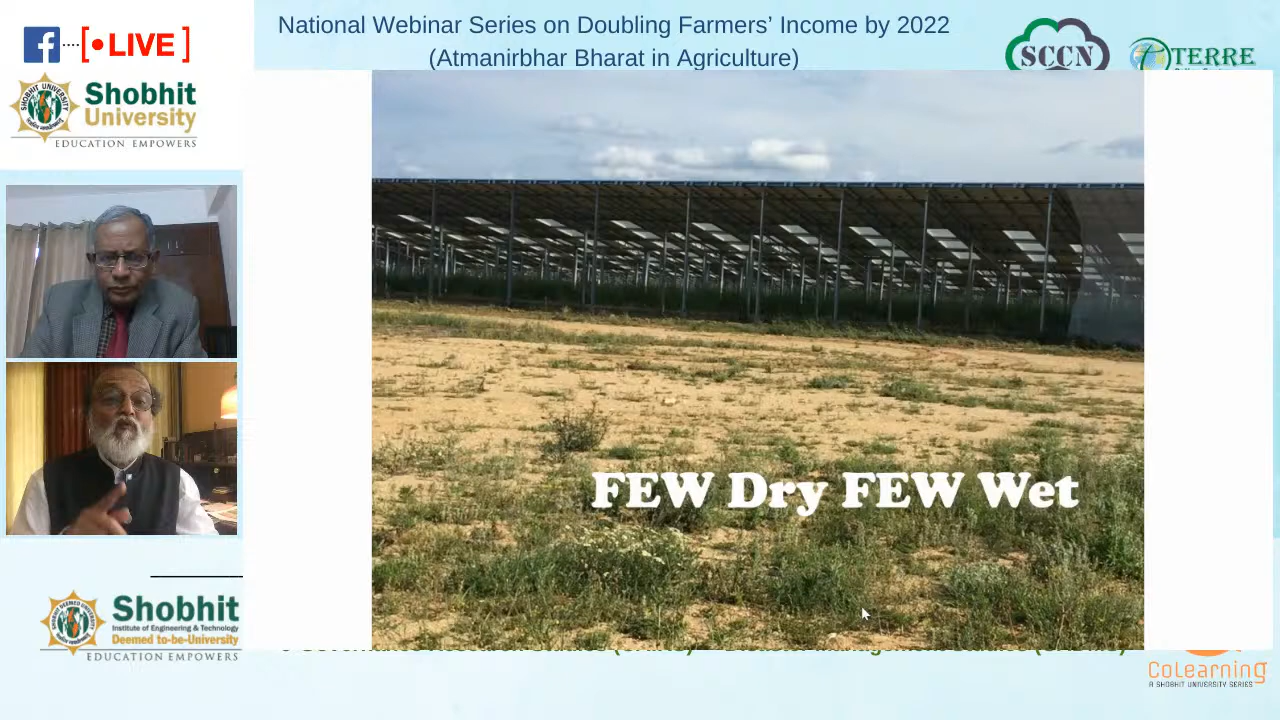 National Webinar Series on Doubling Farmers' Income by 2022
(Atmanirbhar Bharat in Agriculture)
f
LIVE
Shobhit
University
EDUCATION EMPOWERS
SHOBHIT UNIVERSITY
SCCN
TERRE
FEW Dry FEW Wet
Shobhit
Institute of Engineering & Technology
Deemed to-be-University
EDUCATION EMPOWERS
CoLearning
A SHOBHIT UNIVERSITY SERIES